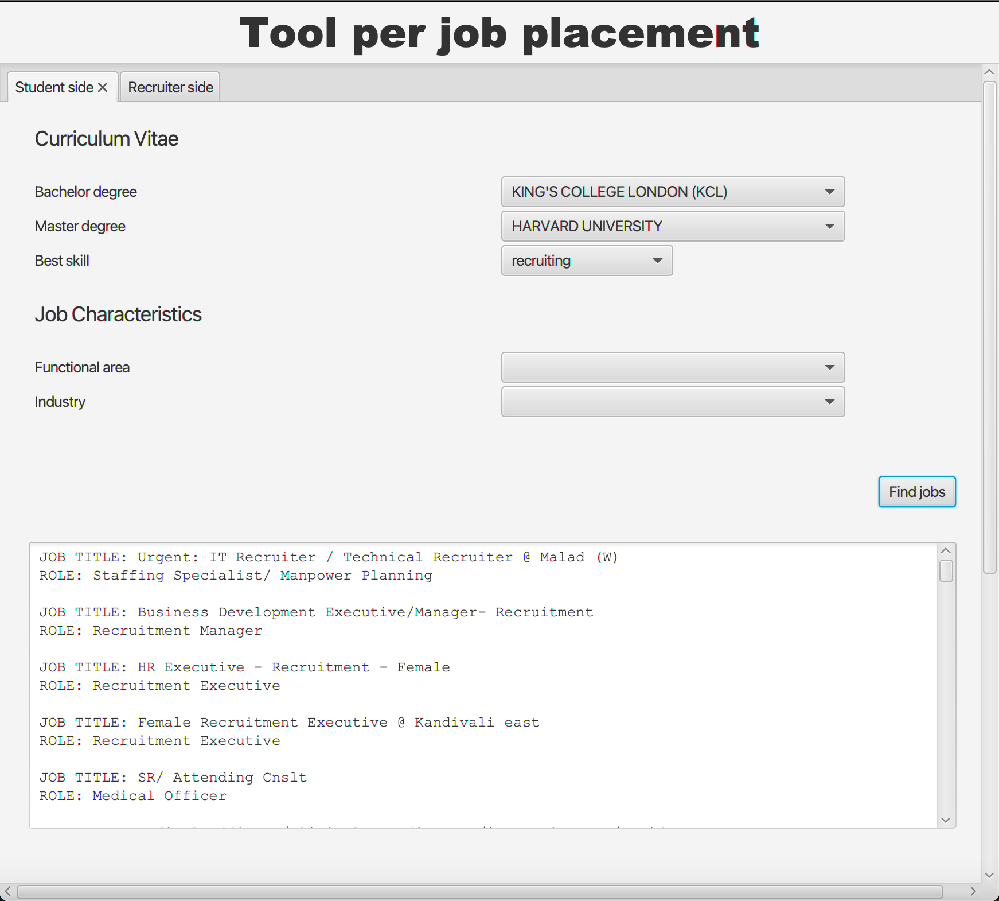 Tool per job placement
Student side
Recruiter side
Curriculum Vitae
Bachelor degree
KING'S COLLEGE LONDON (KCL)
Master degree
HARVARD UNIVERSITY
Best skill
recruiting
Job Characteristics
Functional area
Industry
Find jobs
JOB TITLE: Urgent: IT Recruiter / Technical Recruiter @ Malad (W)
ROLE: Staffing Specialist/ Manpower Planning
JOB TITLE: Business Development Executive/Manager- Recruitment
ROLE: Recruitment Manager
JOB TITLE: HR Executive - Recruitment - Female
ROLE: Recruitment Executive
JOB TITLE: Female Recruitment Executive @ Kandivali east
ROLE: Recruitment Executive
JOB TITLE: SR/ Attending Cnslt
ROLE: Medical Officer